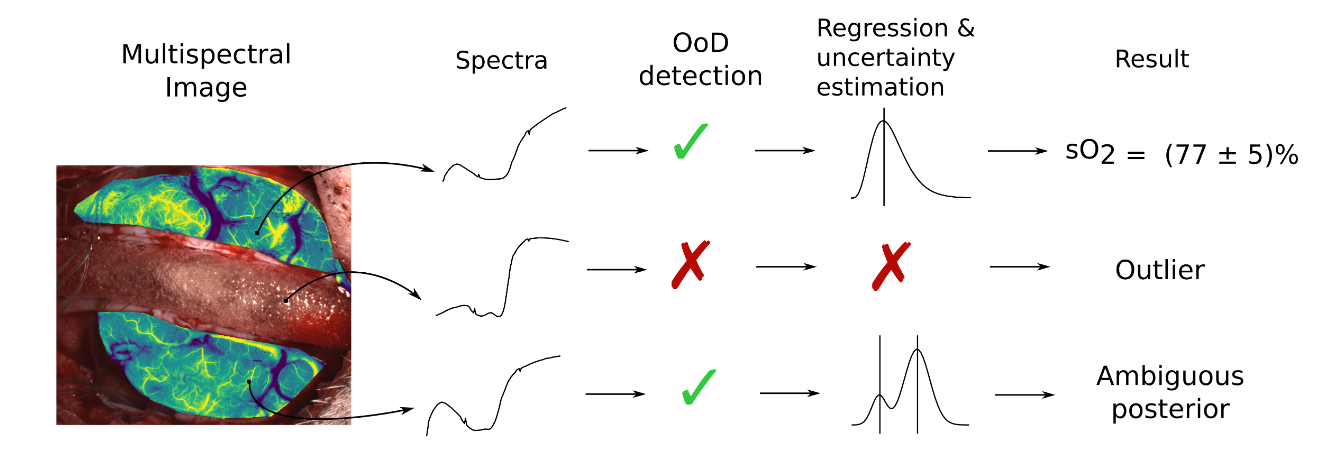 Multispectral
Image
Spectra
OoD
detection
Regression &
uncertainty
estimation
Result
sO2 = (77 ± 5)%
Outlier
Ambiguous
posterior